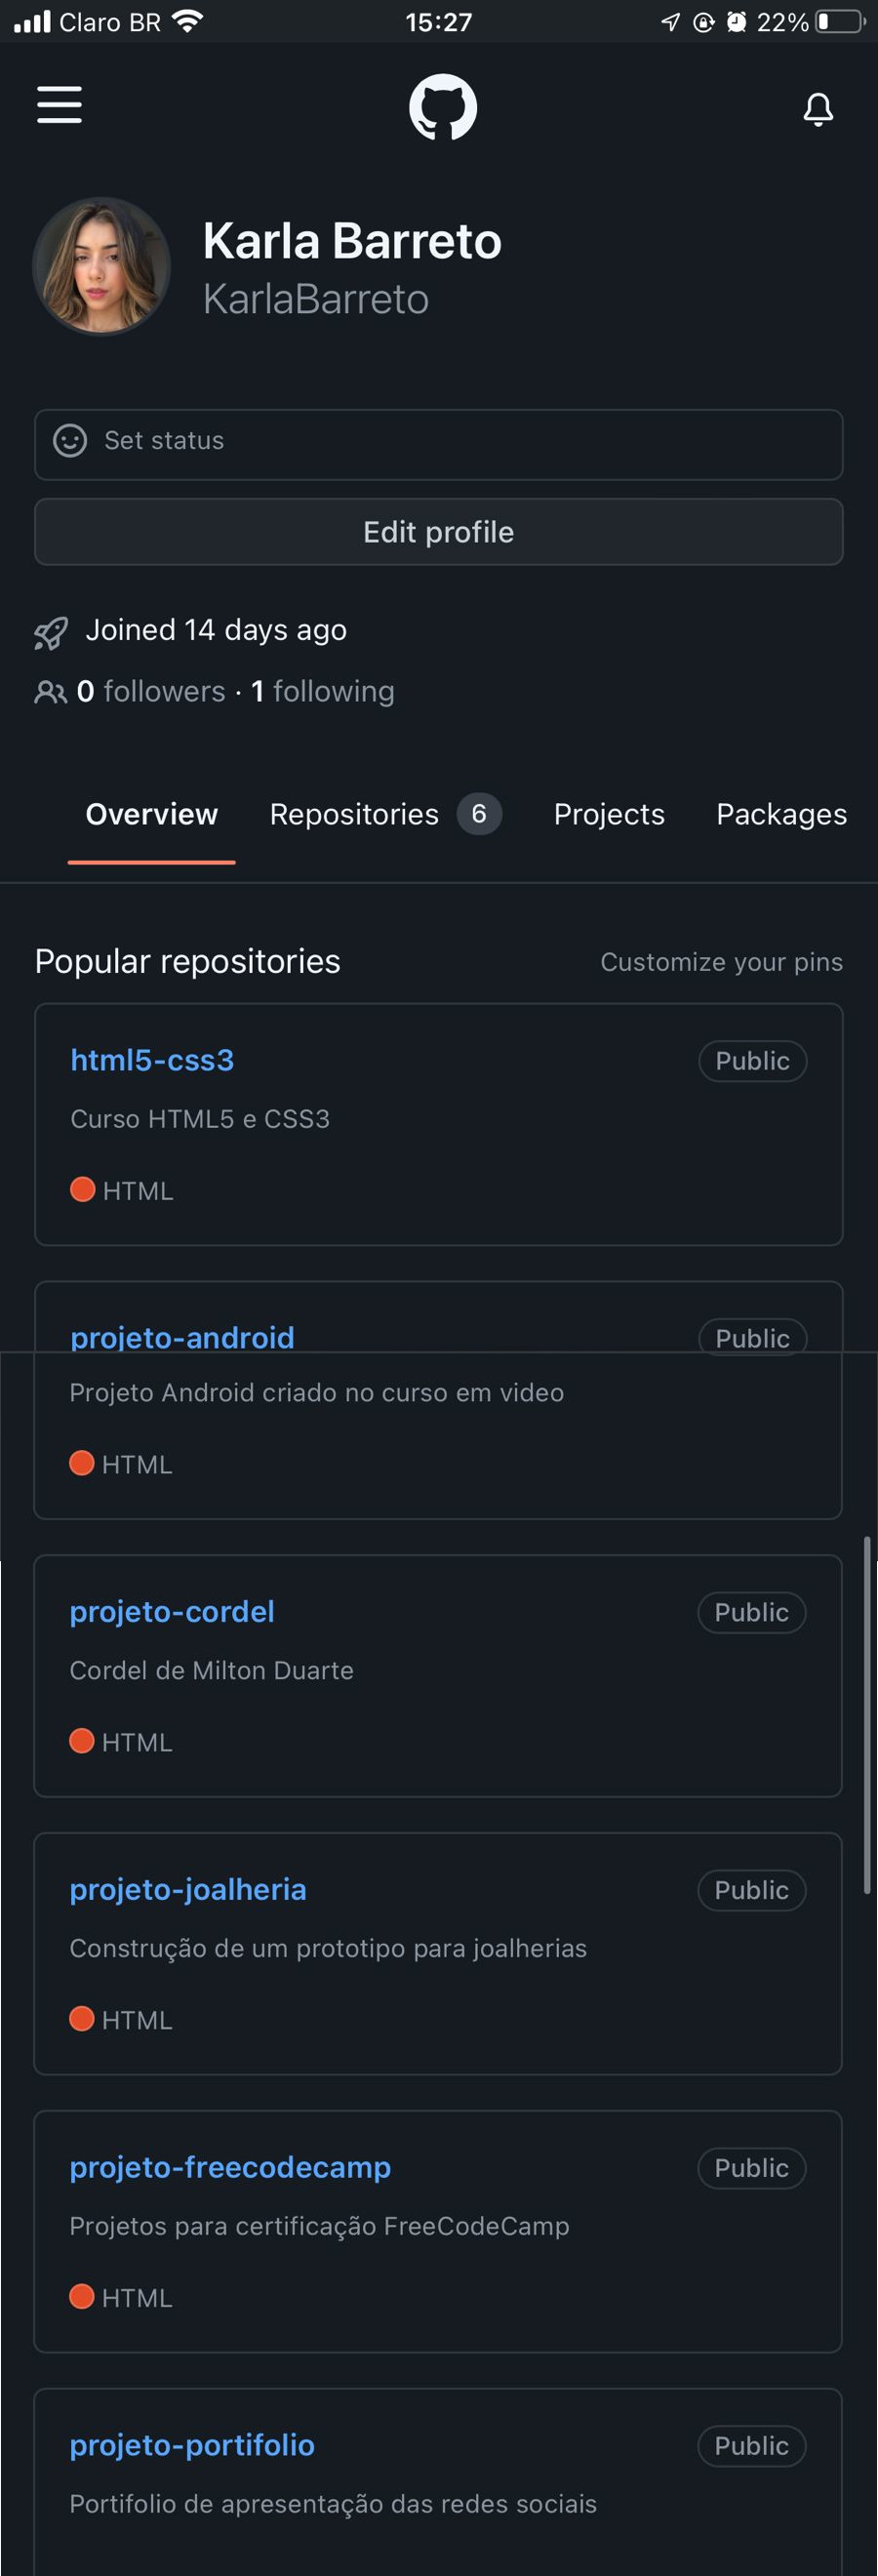 Claro BR 15:27 22%
Karla Barreto
KarlaBarreto
Set status
Edit profile
Joined 14 days ago
0 followers · 1 following
Overview Repositories 6 Projects Packages
Popular repositories Customize your pins
html5-css3 Public
Curso HTML5 e CSS3
HTML
projeto-android Public
Projeto Android criado no curso em video
HTML
projeto-cordel Public
Cordel de Milton Duarte
HTML
projeto-joalheria Public
Construção de um prototipo para joalherias
HTML
projeto-freecodecamp Public
Projetos para certificação FreeCodeCamp
HTML
projeto-portifolio Public
Portifolio de apresentação das redes sociais